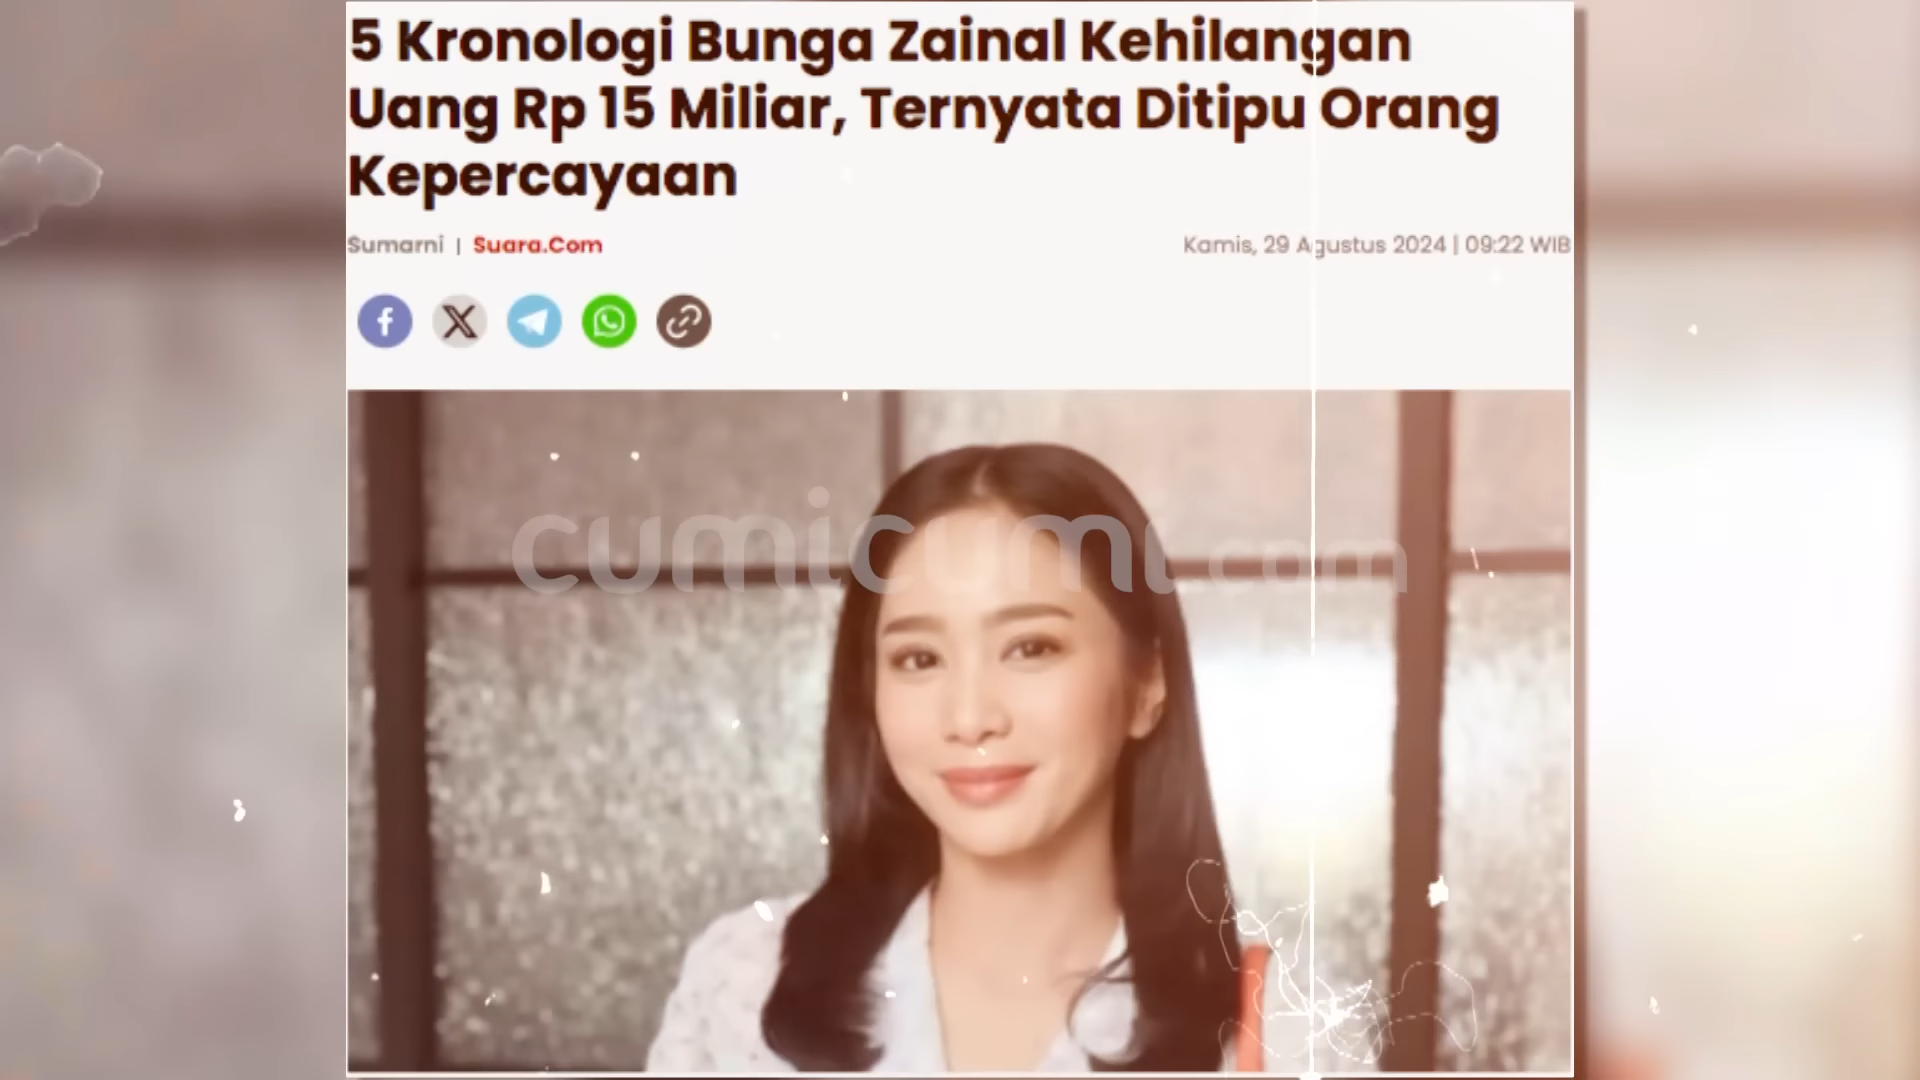 5 Kronologi Bunga Zainal Kehilangan
Uang Rp 15 Miliar, Ternyata Ditipu Orang
Kepercayaan
Sumarni | Suara.Com
Kamis, 29 Agustus 2024 | 09:22 WIB
cumicumi.com